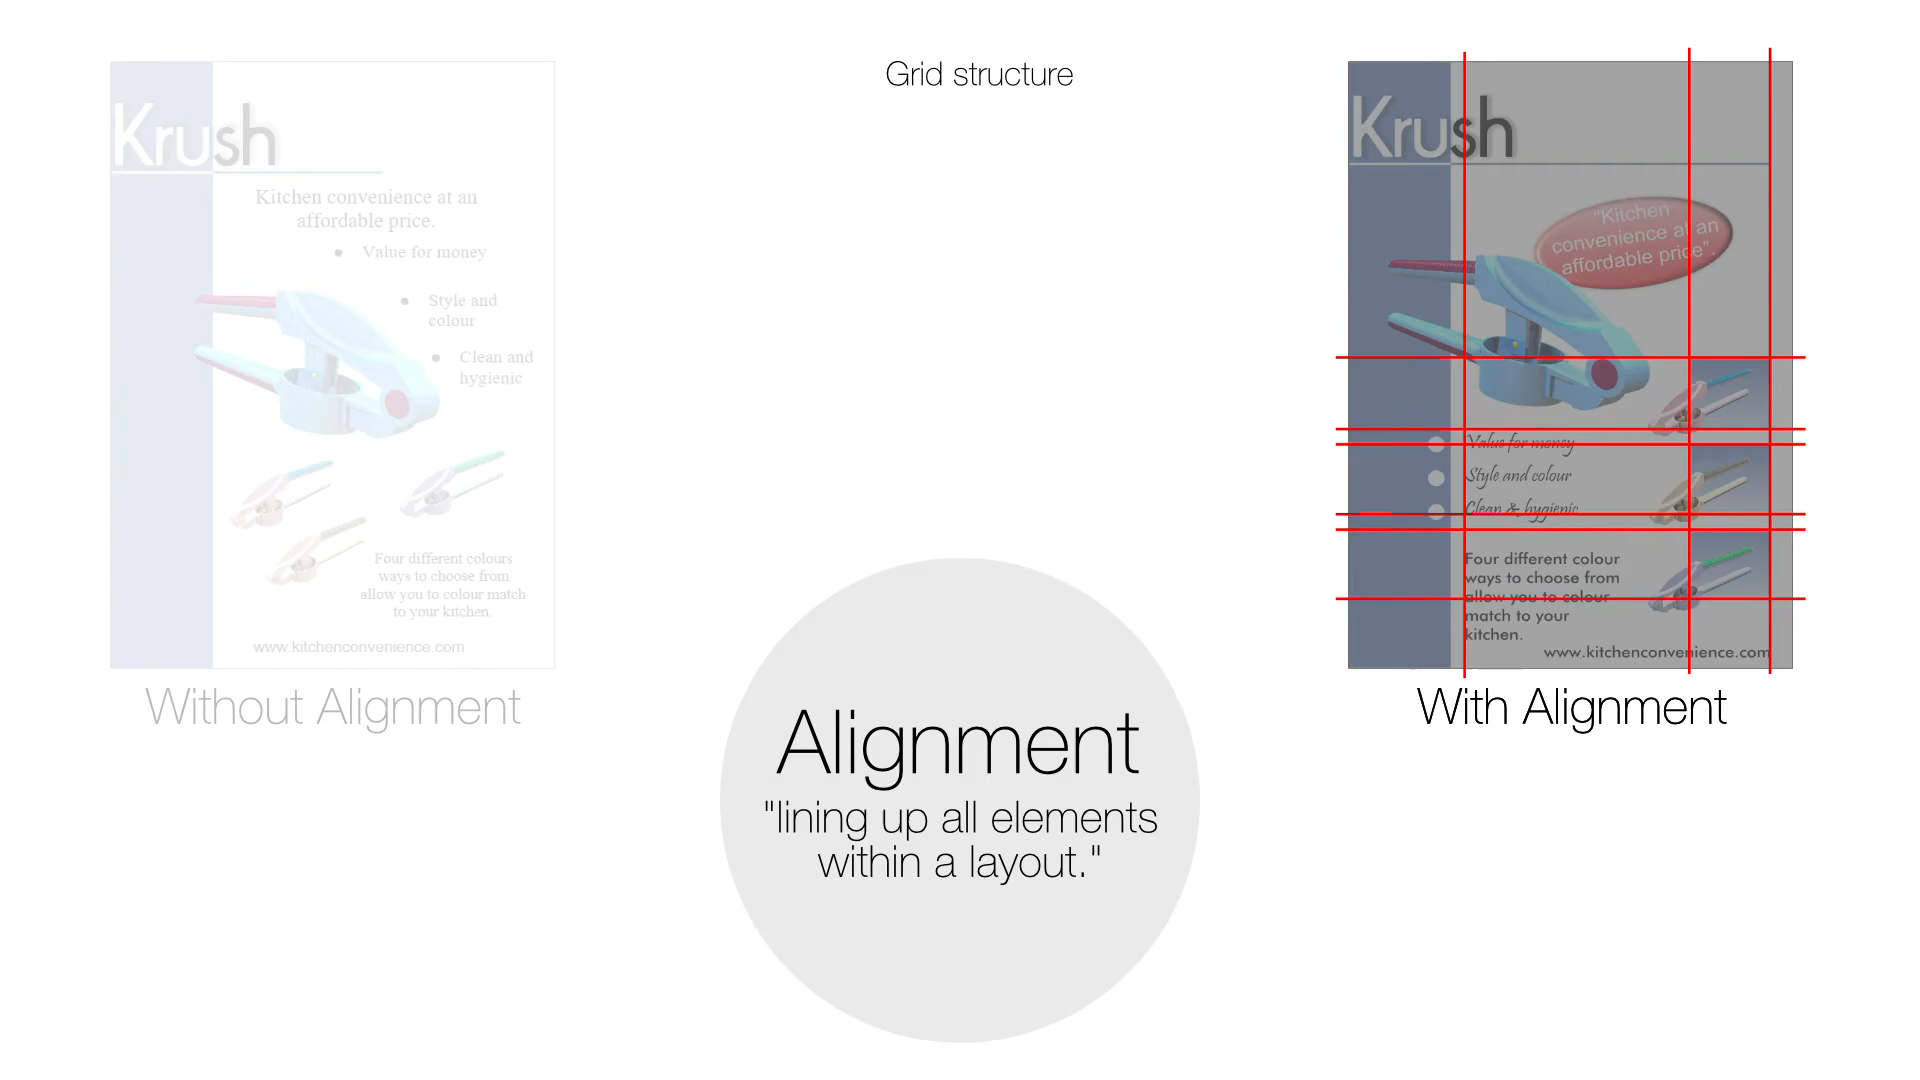 Grid structure
Krush
Kitchen convenience at an
affordable price.
• Value for money
• Style and
colour
• Clean and
hygienic
Four different colours
ways to choose from
allow you to colour match
to your kitchen.
www.kitchenconvenience.com
Without Alignment
Alignment
"lining up all elements
within a layout."
Krush
"Kitchen
convenience at an
affordable price".
Value for money
Style and colour
Clean & hygienic
Four different colour
ways to choose from
allow you to colour
match to your
kitchen.
www.kitchenconvenience.com
With Alignment